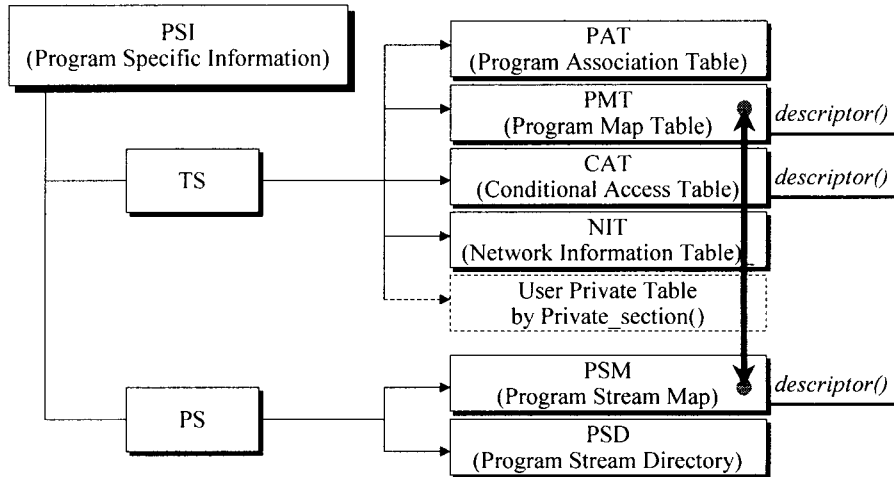 PSI
(Program Specific Information)
PAT
(Program Association Table)
PMT
(Program Map Table)
descriptor()
TS
CAT
(Conditional Access Table)
descriptor()
NIT
(Network Information Table)
User Private Table
by Private_section()
PSM
(Program Stream Map)
descriptor()
PS
PSD
(Program Stream Directory)